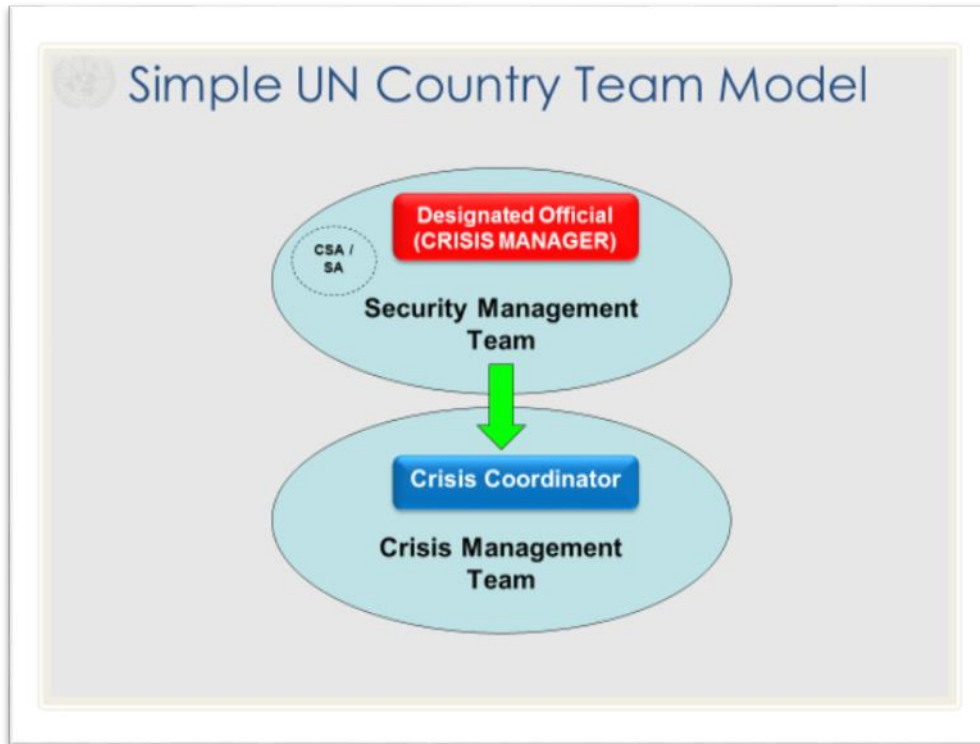 Simple UN Country Team Model
Designated Official
(CRISIS MANAGER)
CSA /
SA
Security Management
Team
Crisis Coordinator
Crisis Management
Team